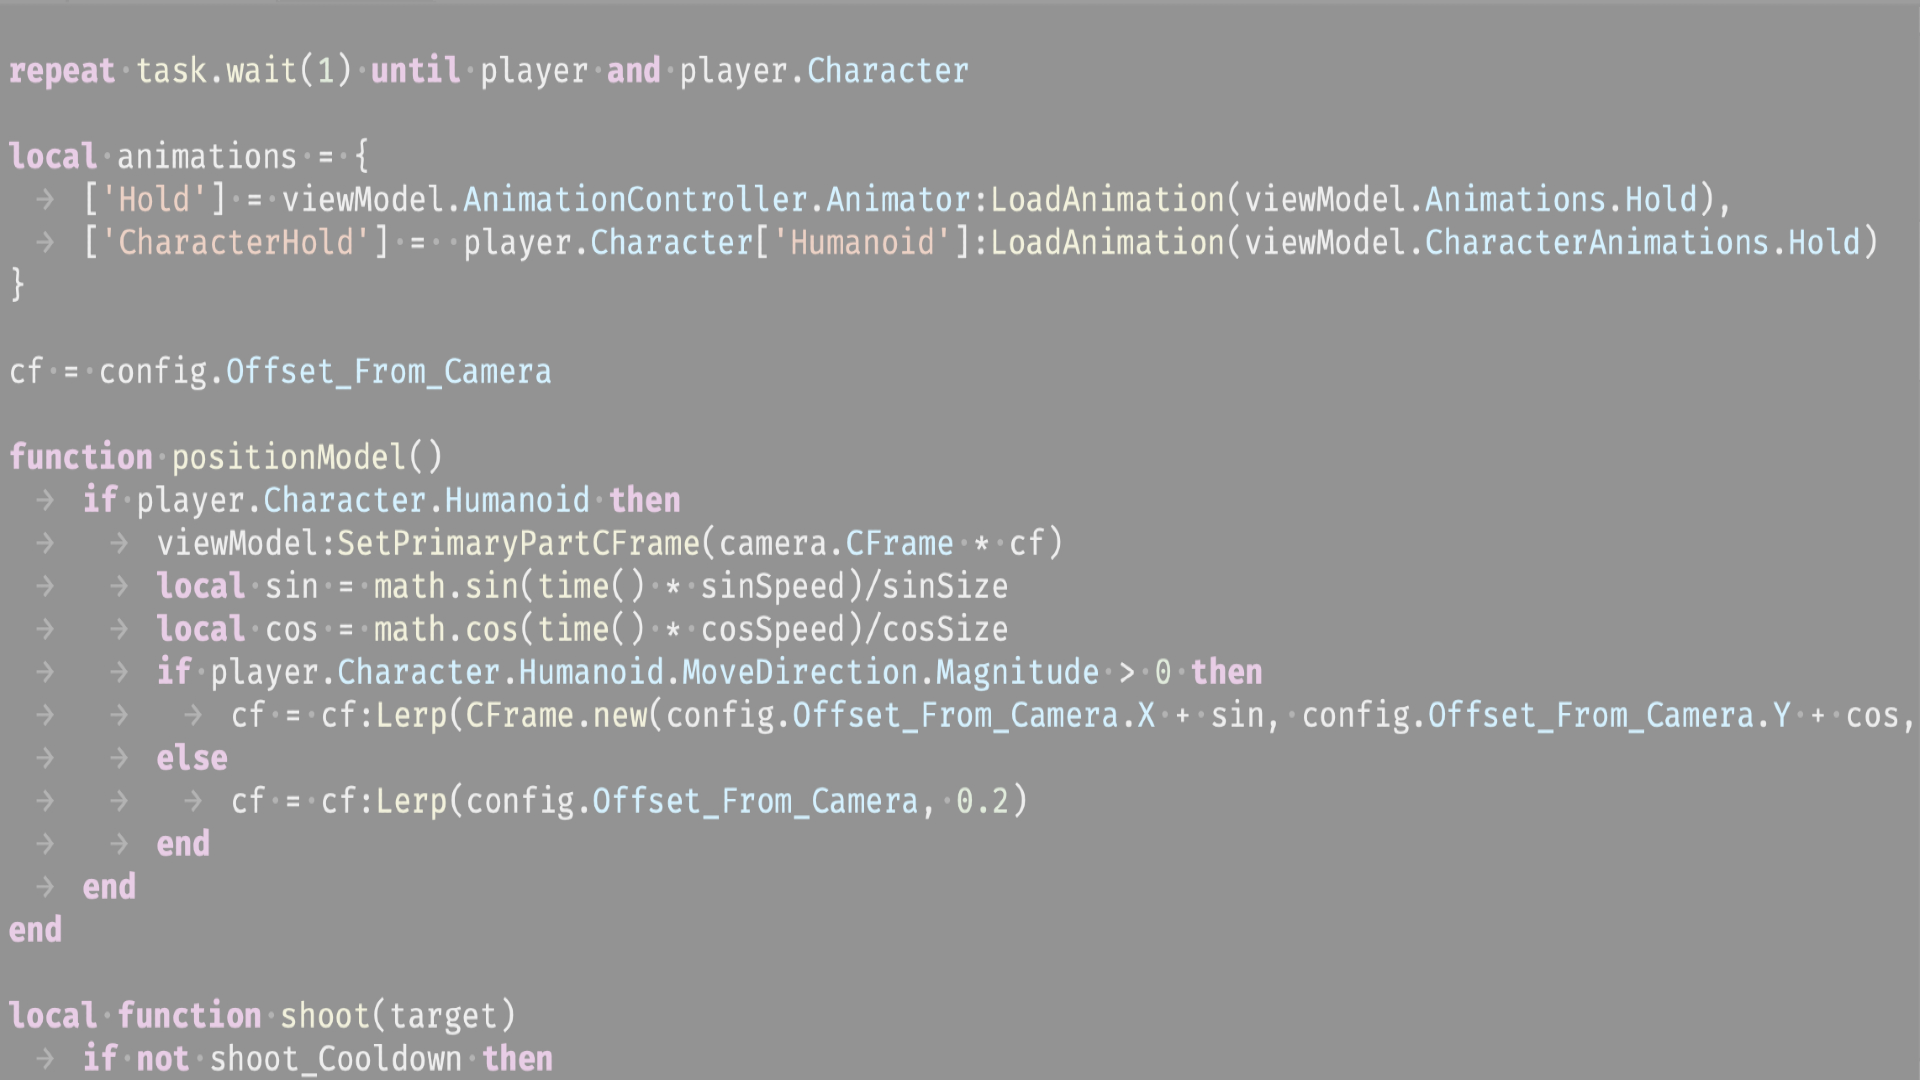 repeat task.wait(1) until player and player.Character
local animations = {
['Hold'] = viewModel.AnimationController.Animator:LoadAnimation(viewModel.Animations.Hold),
['CharacterHold'] =  player.Character['Humanoid']:LoadAnimation(viewModel.CharacterAnimations.Hold)
}
cf = config.Offset_From_Camera
function positionModel()
if player.Character.Humanoid then
viewModel:SetPrimaryPartCFrame(camera.CFrame * cf)
local sin = math.sin(time() * sinSpeed)/sinSize
local cos = math.cos(time() * cosSpeed)/cosSize
if player.Character.Humanoid.MoveDirection.Magnitude > 0 then
cf = cf:Lerp(CFrame.new(config.Offset_From_Camera.X + sin, config.Offset_From_Camera.Y + cos,
else
cf = cf:Lerp(config.Offset_From_Camera, 0.2)
end
end
end
local function shoot(target)
if not shoot_Cooldown then